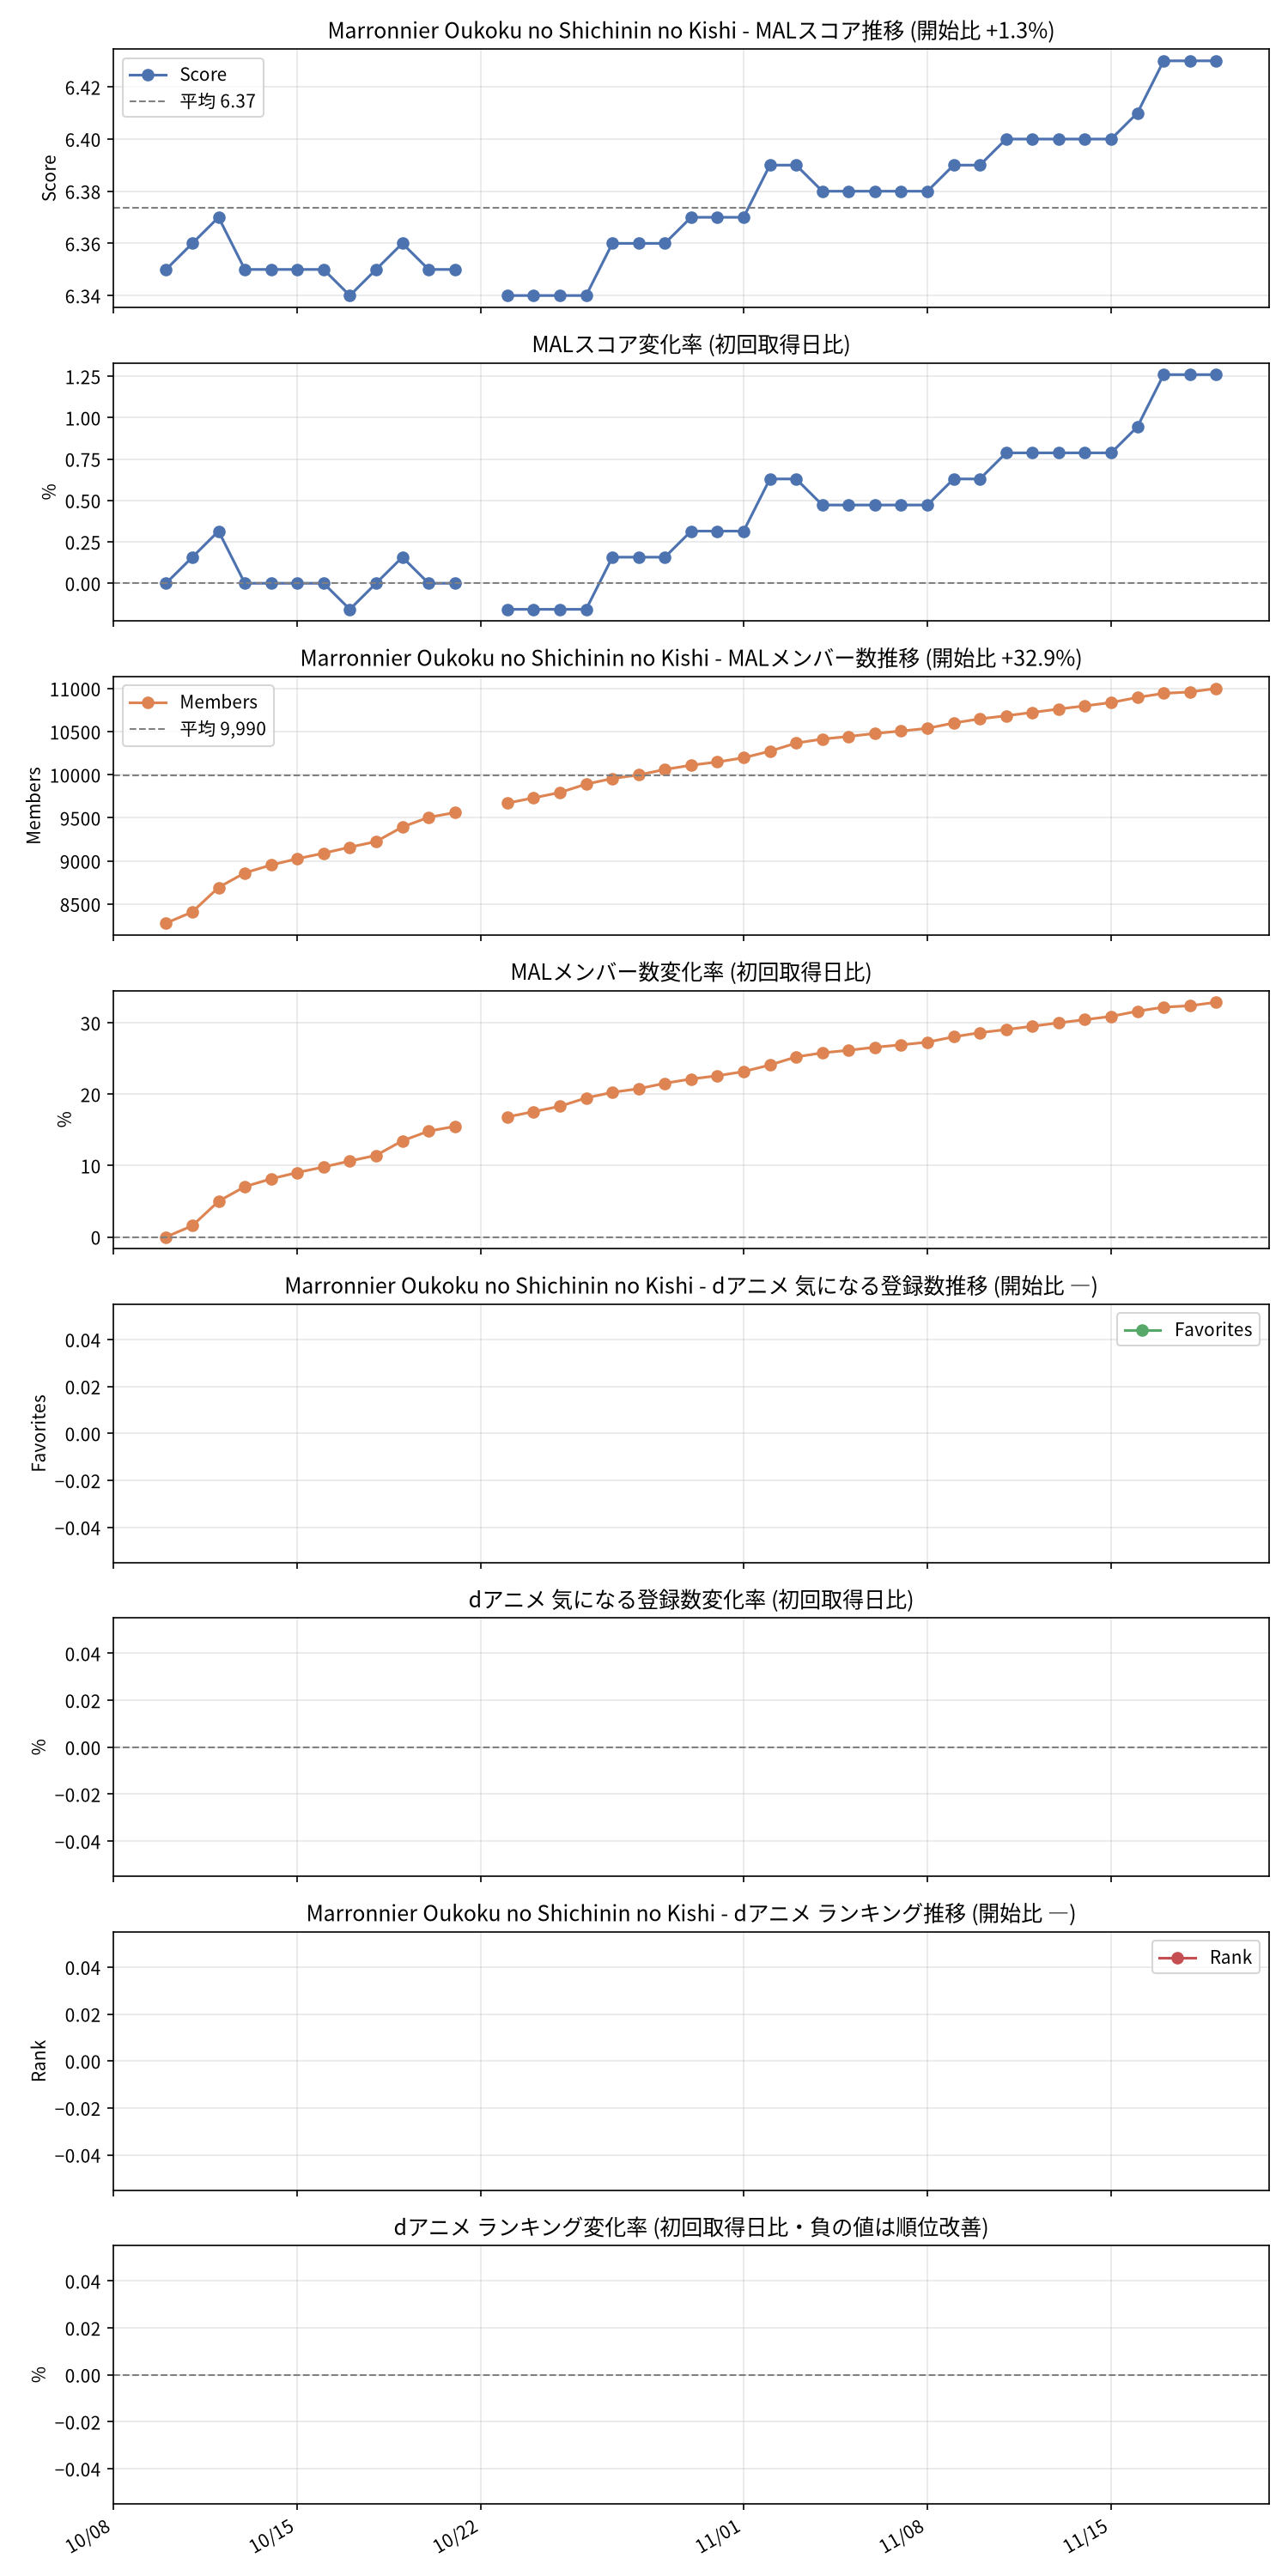 Marronnier Oukoku no Shichinin no Kishi - MALスコア推移 (開始比 +1.3%)
Score
平均 6.37
Score
6.42
6.40
6.38
6.36
6.34
MALスコア変化率 (初回取得日比)
%
1.25
1.00
0.75
0.50
0.25
0.00
Marronnier Oukoku no Shichinin no Kishi - MALメンバー数推移 (開始比 +32.9%)
Members
平均 9,990
Members
11000
10500
10000
9500
9000
8500
MALメンバー数変化率 (初回取得日比)
%
30
20
10
0
Marronnier Oukoku no Shichinin no Kishi - dアニメ 気になる登録数推移 (開始比 —)
Favorites
Favorites
0.04
0.02
0.00
−0.02
−0.04
dアニメ 気になる登録数変化率 (初回取得日比)
%
0.04
0.02
0.00
−0.02
−0.04
Marronnier Oukoku no Shichinin no Kishi - dアニメ ランキング推移 (開始比 —)
Rank
Rank
0.04
0.02
0.00
−0.02
−0.04
dアニメ ランキング変化率 (初回取得日比・負の値は順位改善)
%
0.04
0.02
0.00
−0.02
−0.04
10/08
10/15
10/22
11/01
11/08
11/15